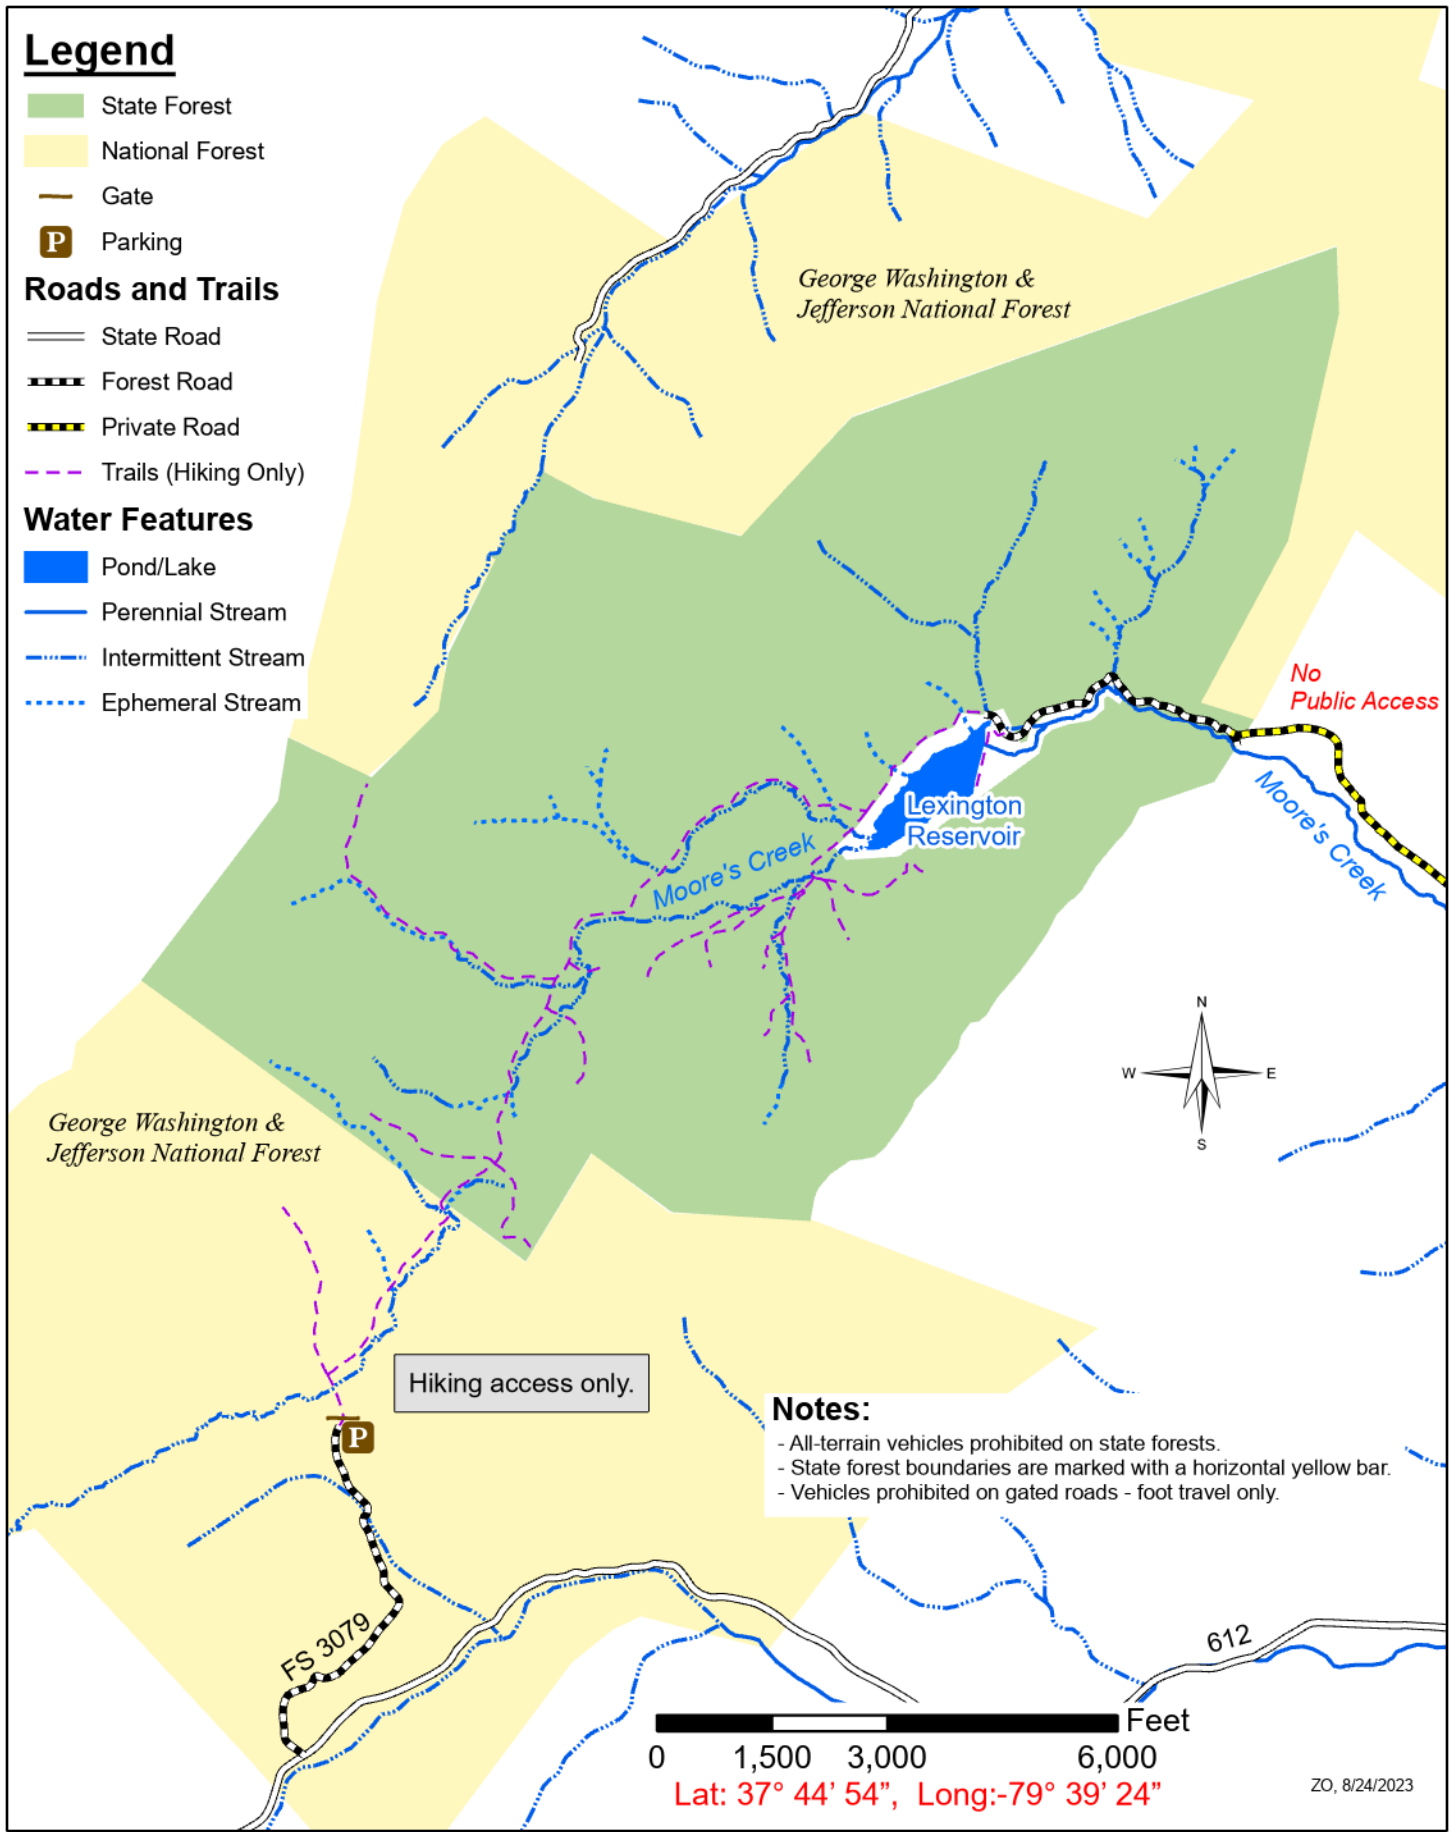 Legend
State Forest
National Forest
Gate
P
Parking
Roads and Trails
State Road
Forest Road
Private Road
Trails (Hiking Only)
Water Features
Pond/Lake
Perennial Stream
Intermittent Stream
Ephemeral Stream
George Washington &
Jefferson National Forest
No
Public Access
Lexington
Reservoir
Moore's Creek
Moore's Creek
N
W
E
S
George Washington &
Jefferson National Forest
Hiking access only.
P
Notes:
- All-terrain vehicles prohibited on state forests.
- State forest boundaries are marked with a horizontal yellow bar.
- Vehicles prohibited on gated roads - foot travel only.
FS 3079
612
Feet
0 1,500 3,000 6,000
Lat: 37° 44’ 54”, Long:-79° 39’ 24”
ZO, 8/24/2023